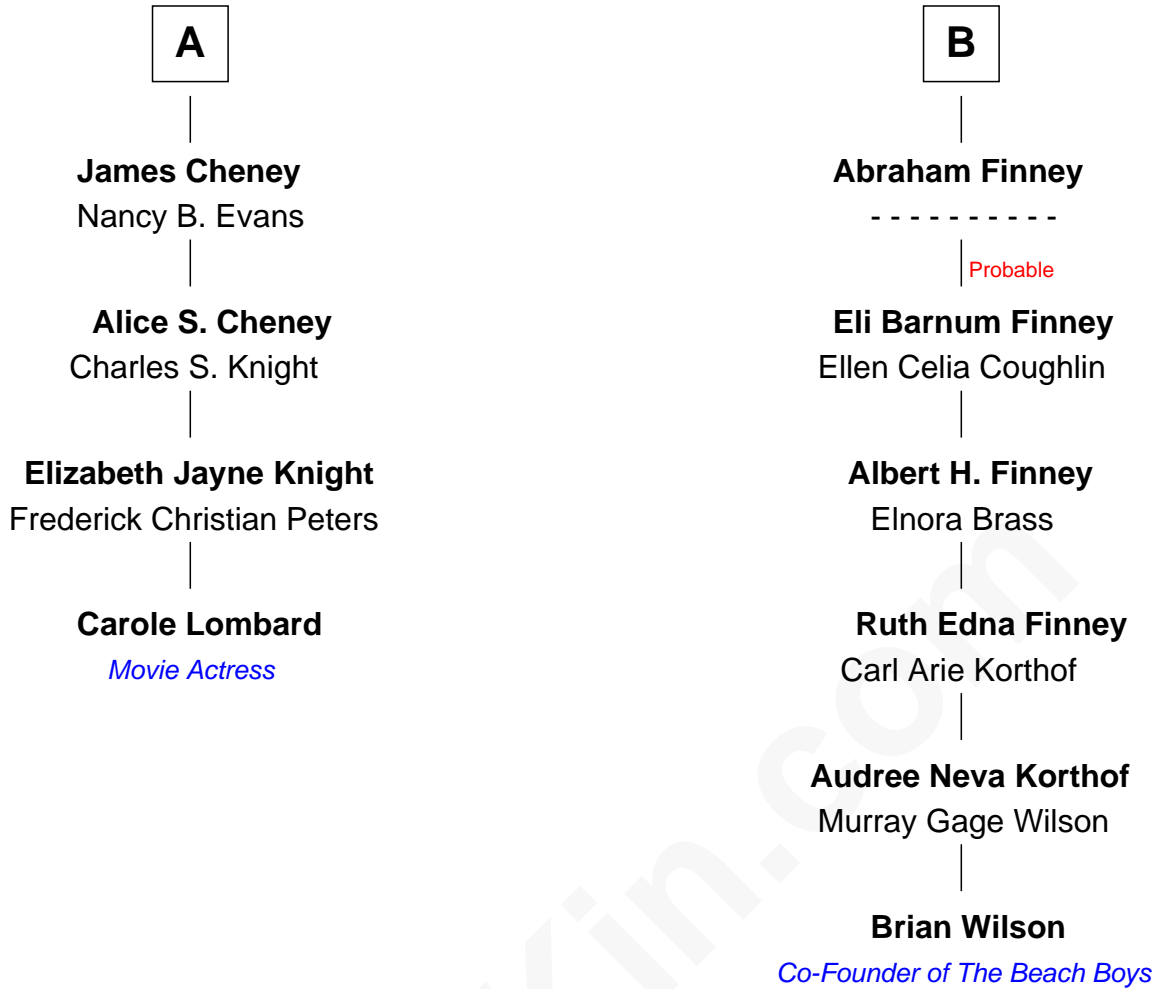 A
James Cheney
Nancy B. Evans
Alice S. Cheney
Charles S. Knight
Elizabeth Jayne Knight
Frederick Christian Peters
Carole Lombard
Movie Actress
B
Abraham Finney
- - - - - - - - - -
Probable
Eli Barnum Finney
Ellen Celia Coughlin
Albert H. Finney
Elnora Brass
Ruth Edna Finney
Carl Arie Korthof
Audree Neva Korthof
Murray Gage Wilson
Brian Wilson
Co-Founder of The Beach Boys